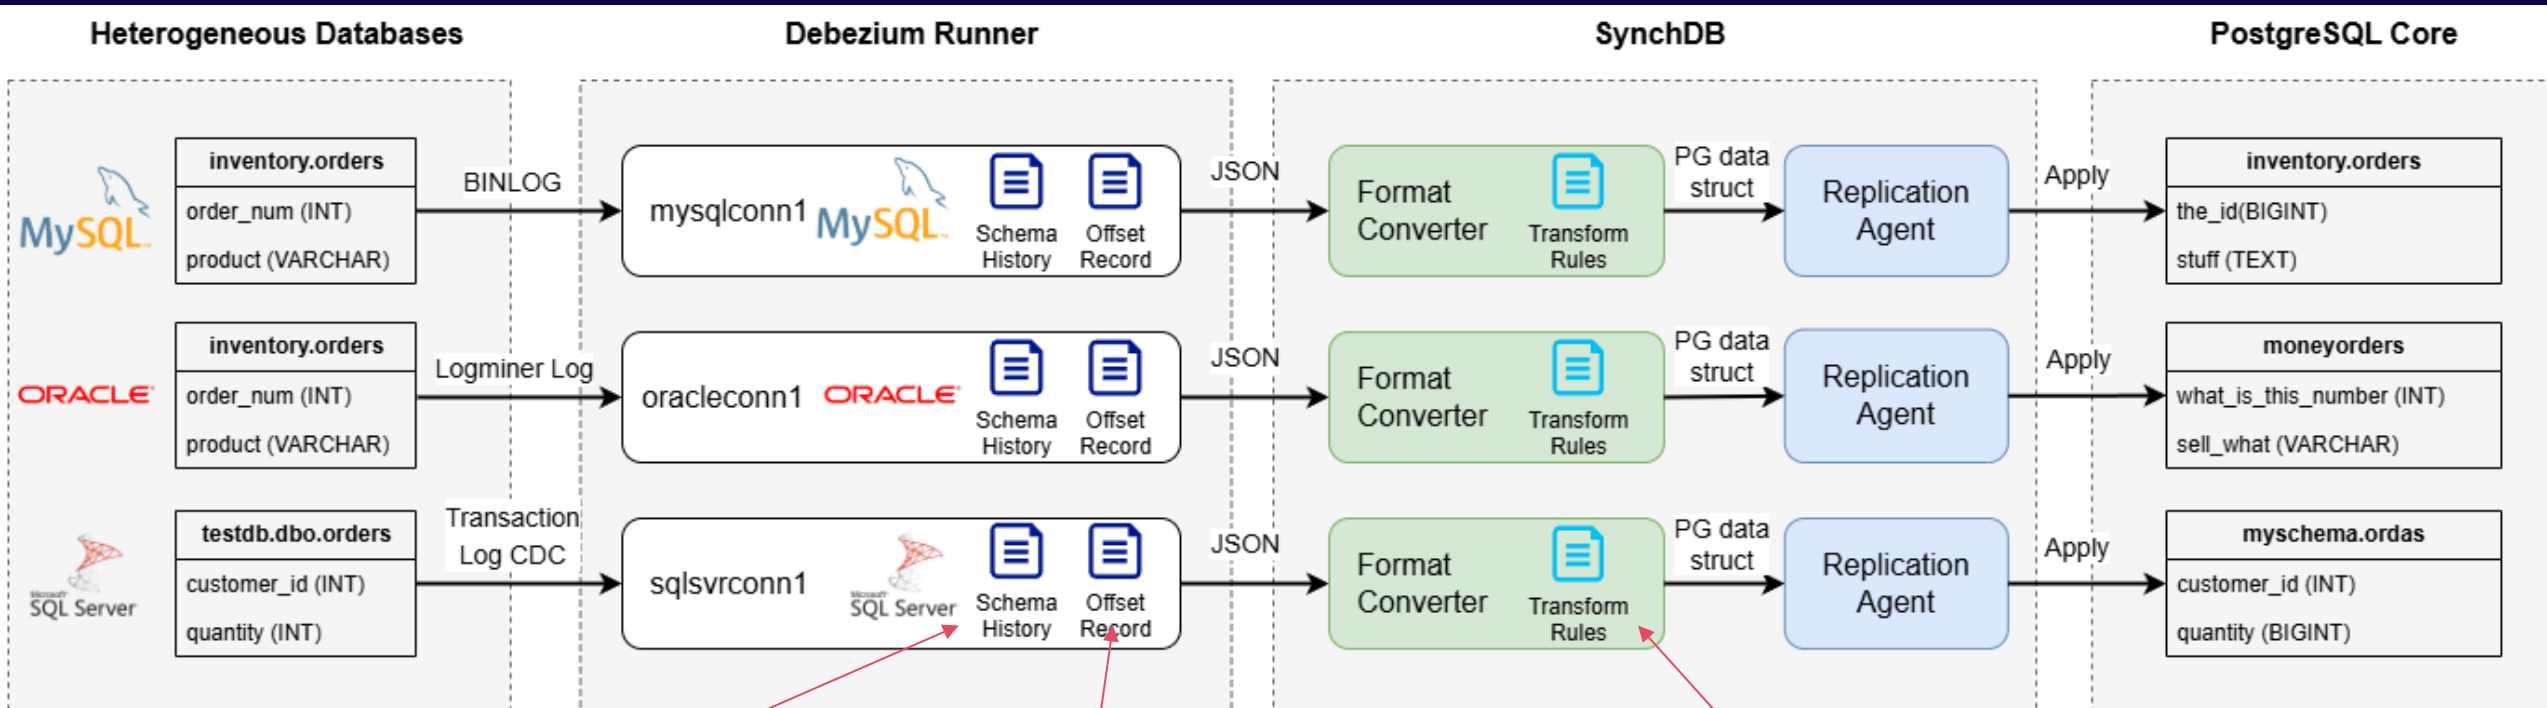 Heterogeneous Databases
Debezium Runner
SynchDB
PostgreSQL Core
MySQL
inventory.orders
order_num (INT)
product (VARCHAR)
BINLOG
mysqlconn1
MySQL
Schema
History
Offset
Record
JSON
Format
Converter
Transform
Rules
PG data
struct
Replication
Agent
Apply
inventory.orders
the_id(BIGINT)
stuff (TEXT)
ORACLE
inventory.orders
order_num (INT)
product (VARCHAR)
Logminer Log
oracleconn1
ORACLE
Schema
History
Offset
Record
JSON
Format
Converter
Transform
Rules
PG data
struct
Replication
Agent
Apply
moneyorders
what_is_this_number (INT)
sell_what (VARCHAR)
Microsoft
SQL Server
testdb.dbo.orders
customer_id (INT)
quantity (INT)
Transaction
Log CDC
sqlsvrconn1
Microsoft
SQL Server
Schema
History
Offset
Record
JSON
Format
Converter
Transform
Rules
PG data
struct
Replication
Agent
Apply
myschema.ordas
customer_id (INT)
quantity (BIGINT)